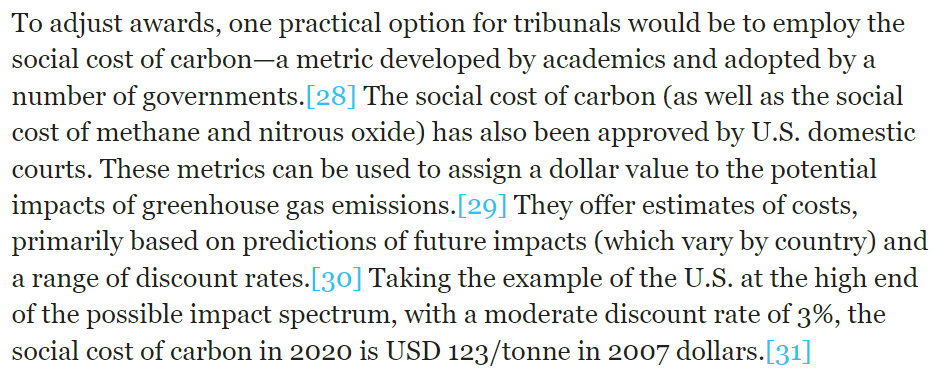 To adjust awards, one practical option for tribunals would be to employ the
social cost of carbon—a metric developed by academics and adopted by a
number of governments.[28] The social cost of carbon (as well as the social
cost of methane and nitrous oxide) has also been approved by U.S. domestic
courts. These metrics can be used to assign a dollar value to the potential
impacts of greenhouse gas emissions.[29] They offer estimates of costs,
primarily based on predictions of future impacts (which vary by country) and
a range of discount rates.[30] Taking the example of the U.S. at the high end
of the possible impact spectrum, with a moderate discount rate of 3%, the
social cost of carbon in 2020 is USD 123/tonne in 2007 dollars.[31]